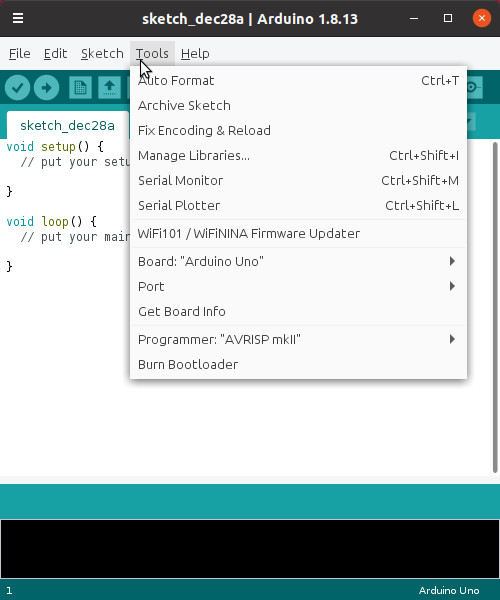 sketch_dec28a | Arduino 1.8.13
File Edit Sketch Tools Help
Auto Format Ctrl+T
Archive Sketch
Fix Encoding & Reload
Manage Libraries... Ctrl+Shift+I
Serial Monitor Ctrl+Shift+M
Serial Plotter Ctrl+Shift+L
WiFi101 / WiFiNINA Firmware Updater
Board: "Arduino Uno"
Port
Get Board Info
Programmer: "AVRISP mkII"
Burn Bootloader
sketch_dec28a
void setup() {
// put your setu
}
void loop() {
// put your main
}
1 Arduino Uno